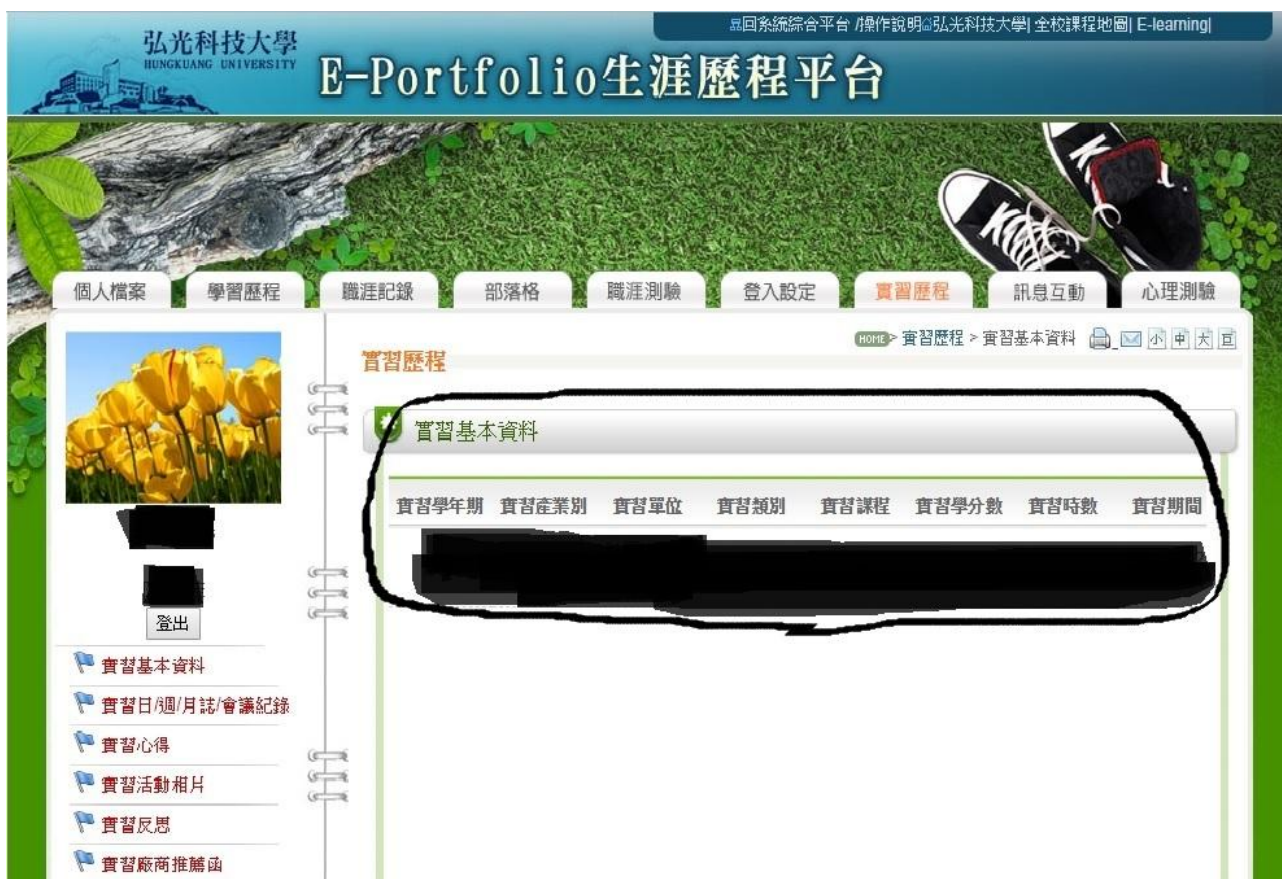 回系統綜合平台 /操作說明 弘光科技大學| 全校課程地圖| E-learning|
弘光科技大學
HUNGKUANG UNIVERSITY
E-Portfolio生涯歷程平台
個人檔案 學習歷程 職涯記錄 部落格 職涯測驗 登入設定 實習歷程 訊息互動 心理測驗
HOME > 實習歷程 > 實習基本資料 小 中 大 巨
實習歷程
實習基本資料
實習學年期 實習產業別 實習單位 實習類別 實習課程 實習學分數 實習時數 實習期間
登出
實習基本資料
實習日/週/月誌/會議紀錄
實習心得
實習活動相片
實習反思
實習廠商推薦函